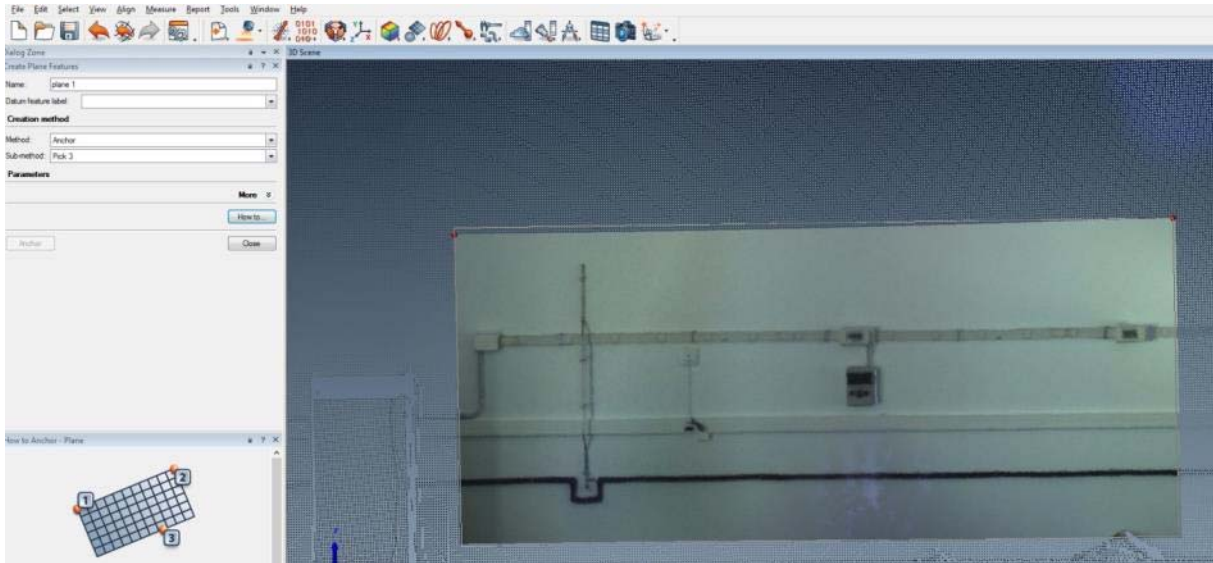 File Edit Select View Align Measure Report Tools Window Help
Dialog Zone
3D Scene
Create Plane Features
Name: plane 1
Datum feature label:
Creation method
Method: Anchor
Sub-method: Pick 3
Parameters
More
How to...
Anchor Close
How to Anchor - Plane
1
2
3